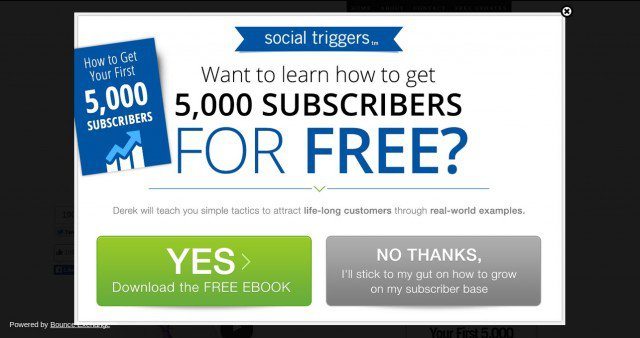 social triggers™
How to Get
Your First
5,000
SUBSCRIBERS
Want to learn how to get
5,000 SUBSCRIBERS
FOR FREE?
Derek will teach you simple tactics to attract life-long customers through real-world examples.
YES
Download the FREE EBOOK
NO THANKS,
I'll stick to my gut on how to grow
on my subscriber base
Powered by Bounce Exchange
Your First 5,000